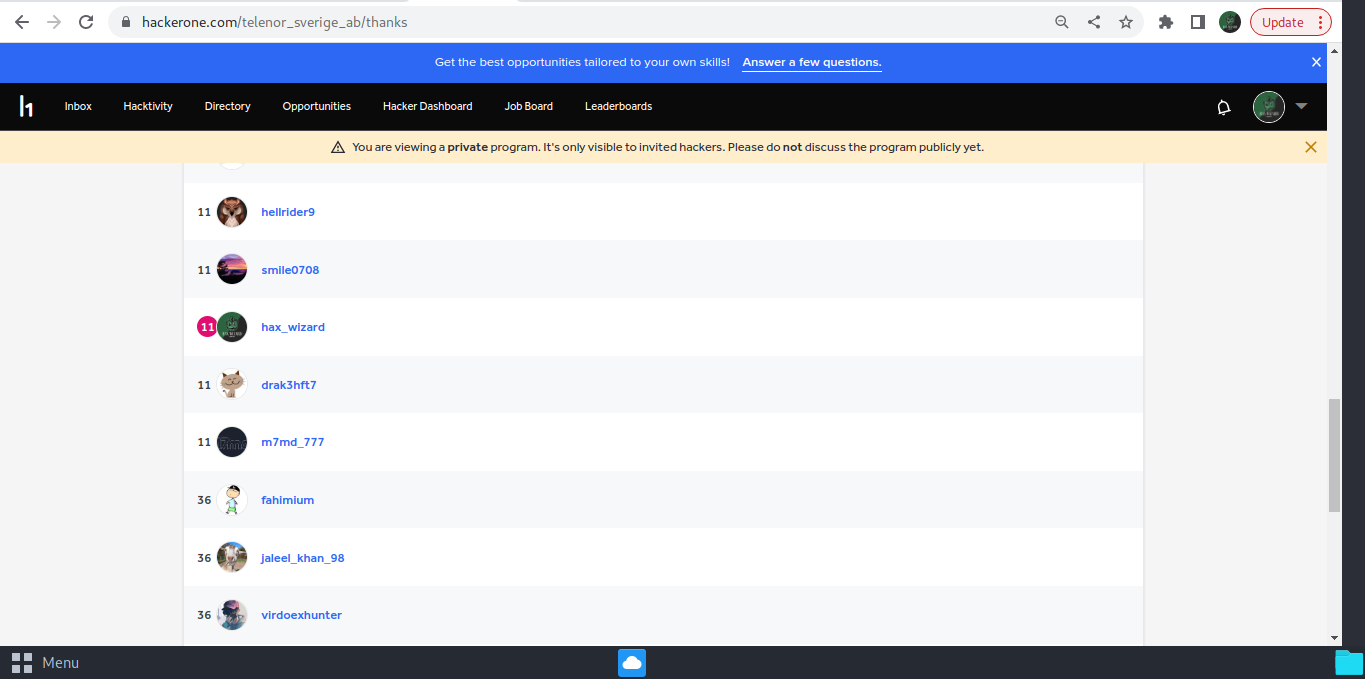 hackerone.com/telenor_sverige_ab/thanks
Update
Get the best opportunities tailored to your own skills! Answer a few questions.
Inbox Hacktivity Directory Opportunities Hacker Dashboard Job Board Leaderboards
You are viewing a private program. It's only visible to invited hackers. Please do not discuss the program publicly yet.
11 hellrider9
11 smile0708
11 hax_wizard
11 drak3hft7
11 m7md_777
36 fahimium
36 jaleel_khan_98
36 virdoexhunter
Menu